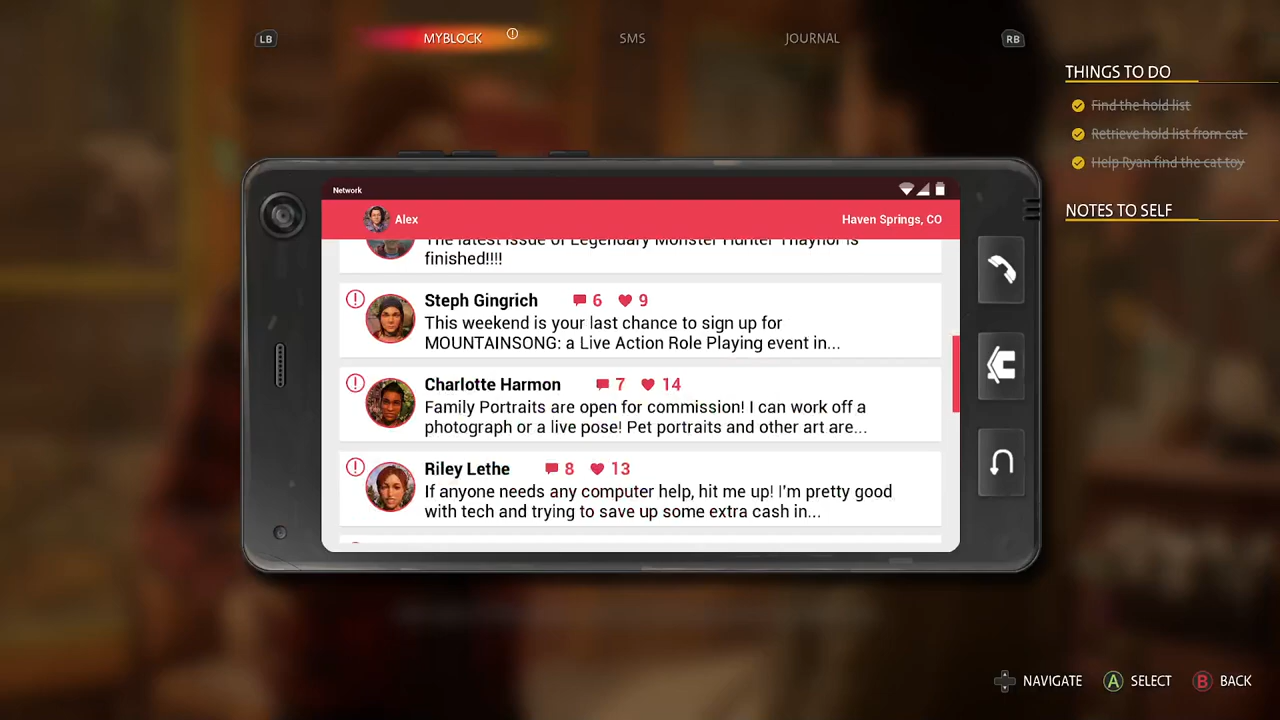 LB
MYBLOCK
SMS
JOURNAL
RB
THINGS TO DO
Find the hold list
Retrieve hold list from cat
Help Ryan find the cat toy
NOTES TO SELF
Network
Alex
Haven Springs, CO
The latest issue of Legendary Monster Hunter Thaynor is
finished!!!!
Steph Gingrich 6 9
This weekend is your last chance to sign up for
MOUNTAINSONG: a Live Action Role Playing event in...
Charlotte Harmon 7 14
Family Portraits are open for commission! I can work off a
photograph or a live pose! Pet portraits and other art are...
Riley Lethe 8 13
If anyone needs any computer help, hit me up! I'm pretty good
with tech and trying to save up some extra cash in...
NAVIGATE
A SELECT
B BACK